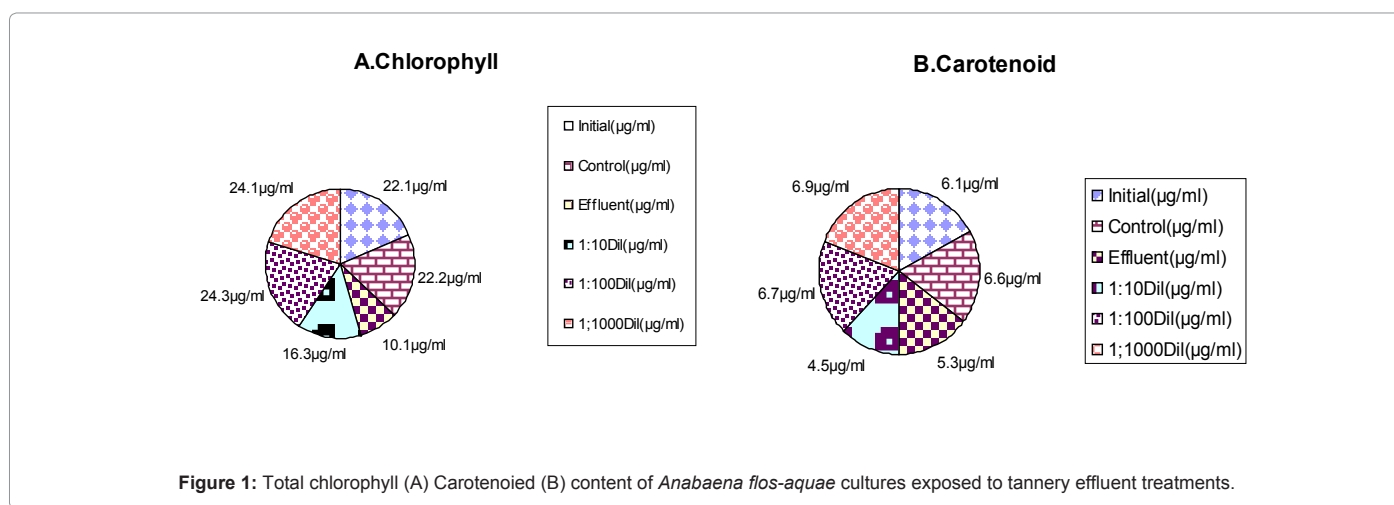 A.Chlorophyll
24.1µg/ml
22.1µg/ml
22.2µg/ml
10.1µg/ml
16.3µg/ml
24.3µg/ml
Initial(µg/ml)
Control(µg/ml)
Effluent(µg/ml)
1:10Dil(µg/ml)
1:100Dil(µg/ml)
1;1000Dil(µg/ml)
B.Carotenoid
6.9µg/ml
6.1µg/ml
6.6µg/ml
5.3µg/ml
4.5µg/ml
6.7µg/ml
Initial(µg/ml)
Control(µg/ml)
Effluent(µg/ml)
1:10Dil(µg/ml)
1:100Dil(µg/ml)
1;1000Dil(µg/ml)
Figure 1: Total chlorophyll (A) Carotenoied (B) content of Anabaena flos-aquae cultures exposed to tannery effluent treatments.